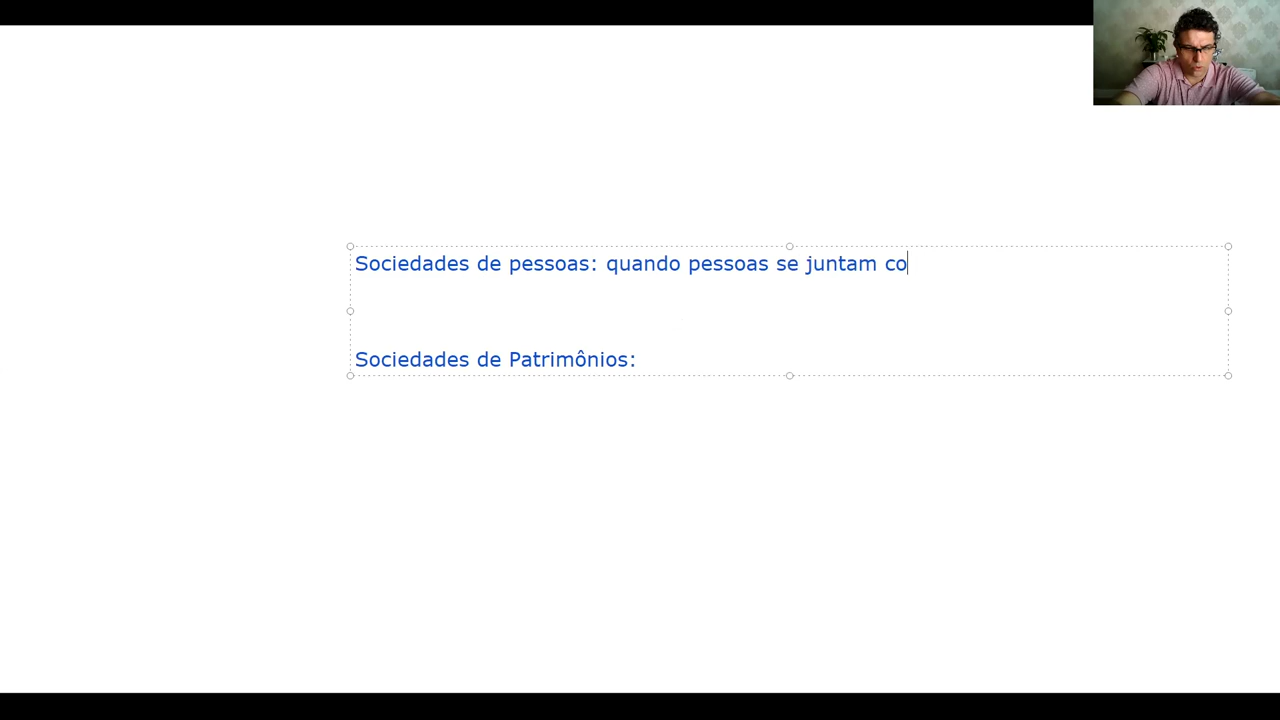 Sociedades de pessoas: quando pessoas se juntam co
Sociedades de Patrimônios: